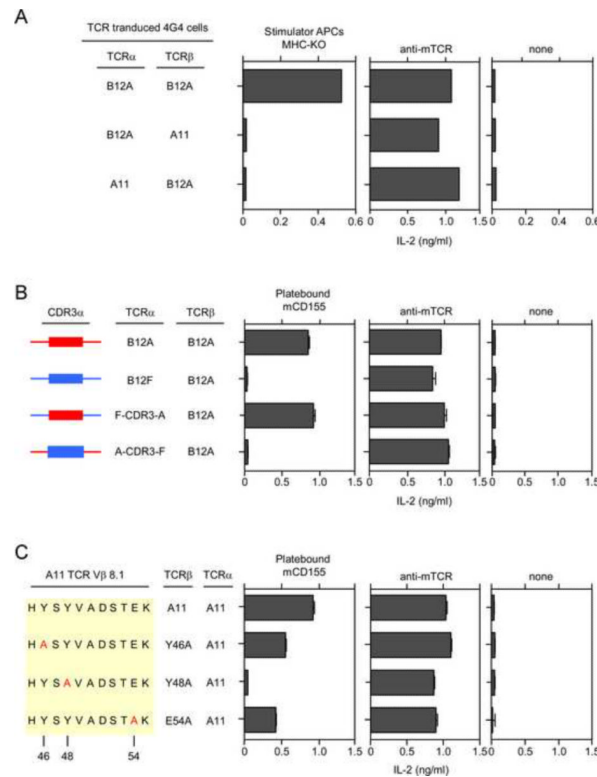 A
TCR tranduced 4G4 cells
TCRα TCRβ
Stimulator APCs
MHC-KO
anti-mTCR
none
B12A B12A
B12A A11
A11 B12A
0 0.2 0.4 0.6
0 0.5 1.0 1.5
0 0.2 0.4 0.6
IL-2 (ng/ml)
B
CDR3α TCRα TCRβ
Platebound
mCD155
anti-mTCR
none
B12A B12A
B12F B12A
F-CDR3-A B12A
A-CDR3-F B12A
0 0.5 1.0 1.5
0 0.5 1.0 1.5
0 0.5 1.0 1.5
IL-2 (ng/ml)
C
A11 TCR Vβ 8.1 TCRβ TCRα
Platebound
mCD155
anti-mTCR
none
H Y S Y V A D S T E K A11 A11
H A S Y V A D S T E K Y46A A11
H Y S A V A D S T E K Y48A A11
H Y S Y V A D S T A K E54A A11
46 48 54
0 0.5 1.0 1.5
0 0.5 1.0 1.5
0 0.5 1.0 1.5
IL-2 (ng/ml)